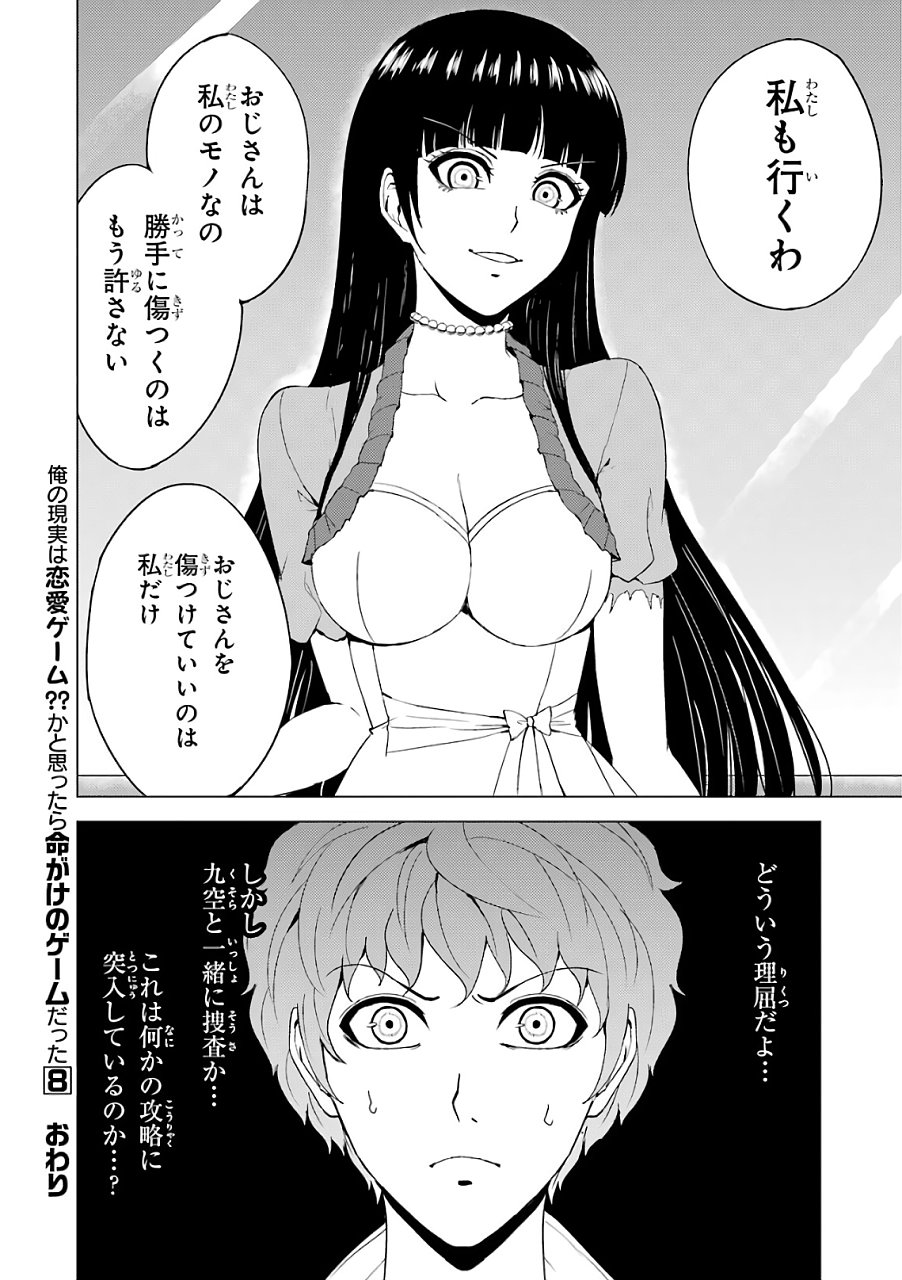 私も行くわ
おじさんは
私のモノなの
勝手に傷つくのは
もう許さない
おじさんを
傷つけていいのは
私だけ
どういう理屈だよ…
しかし
九空と一緒に捜査か…
これは何かの攻略に
突入しているのか…?
俺の現実は恋愛ゲーム??かと思ったら命がけのゲームだった8 おわり